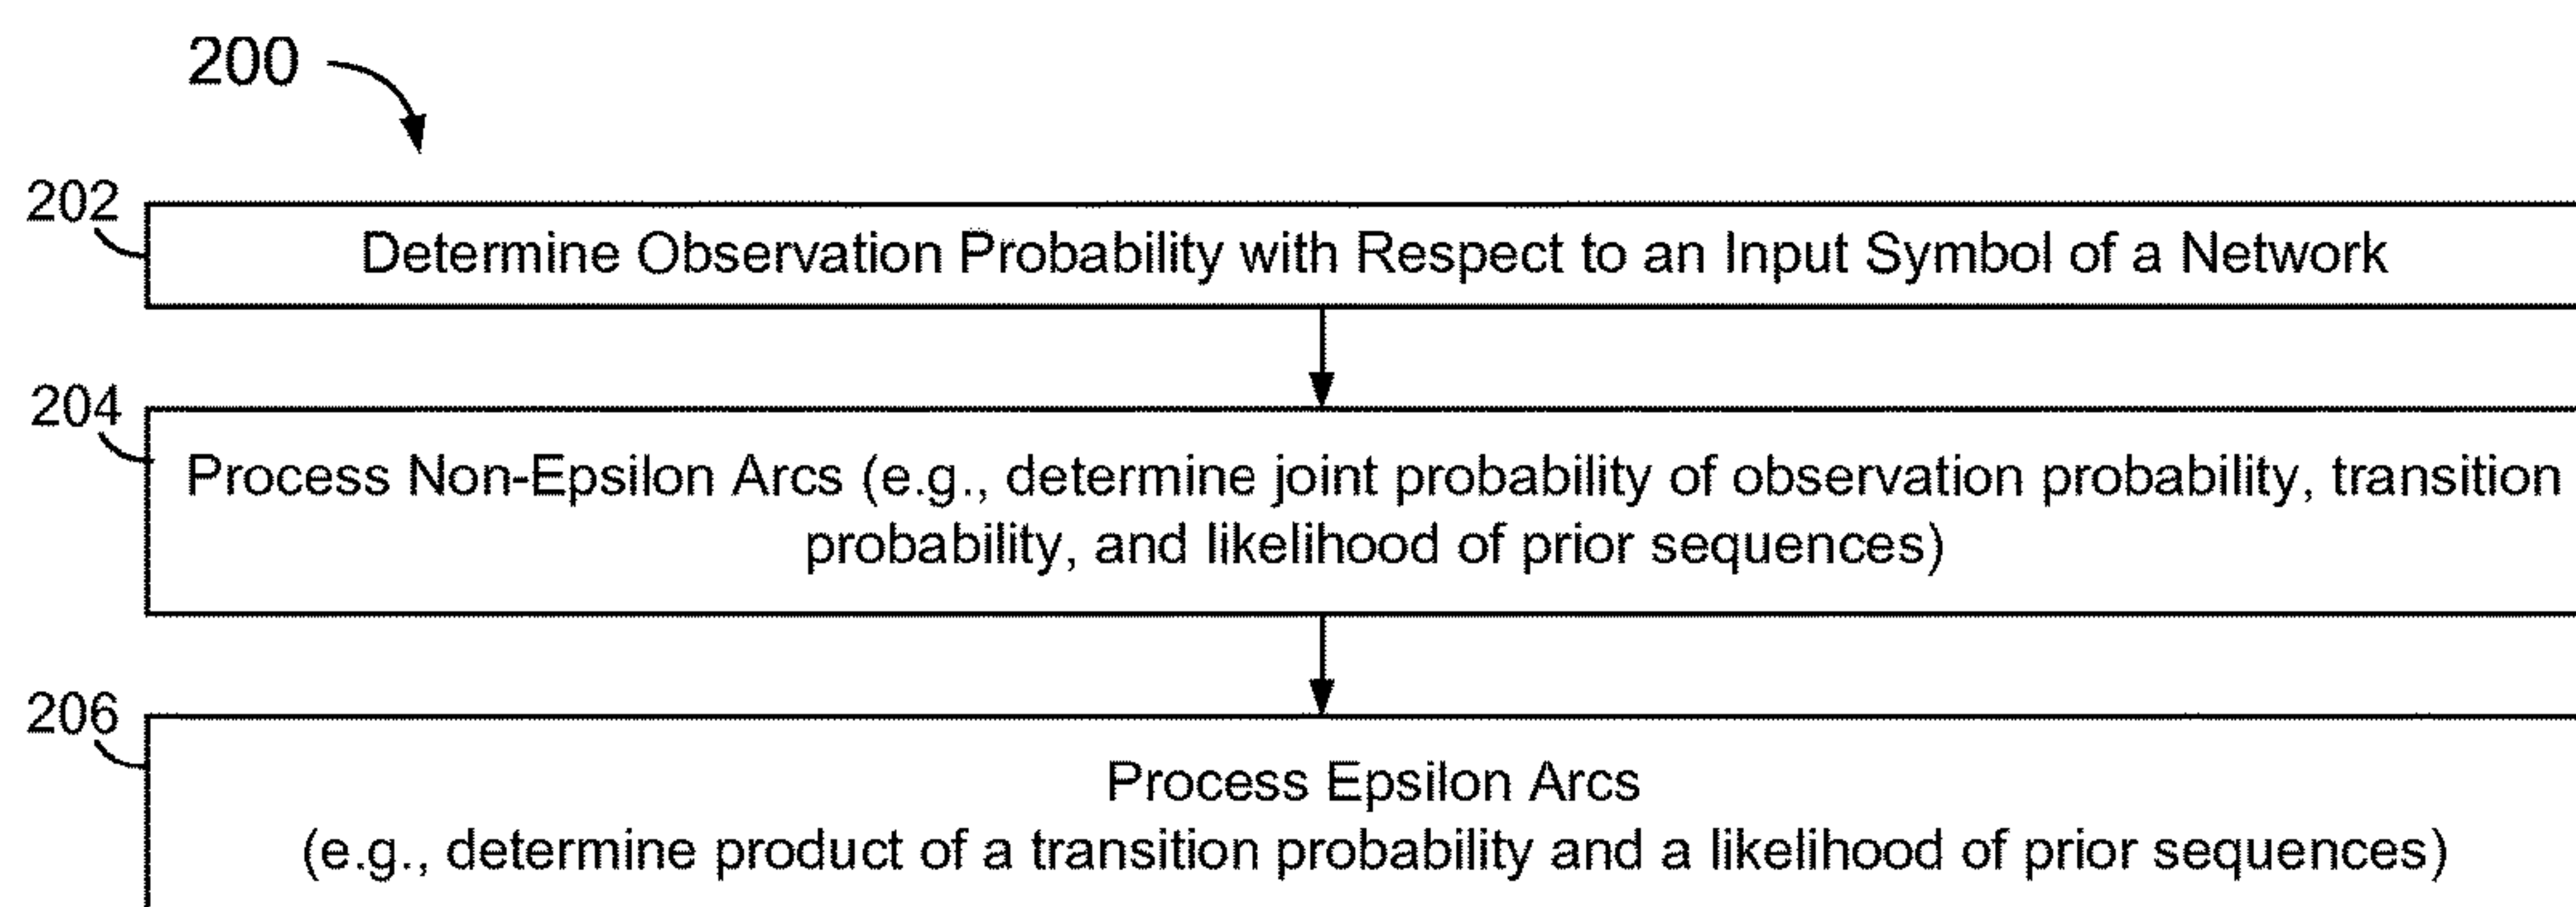 200
202
Determine Observation Probability with Respect to an Input Symbol of a Network
204
Process Non-Epsilon Arcs (e.g., determine joint probability of observation probability, transition
probability, and likelihood of prior sequences)
206
Process Epsilon Arcs
(e.g., determine product of a transition probability and a likelihood of prior sequences)